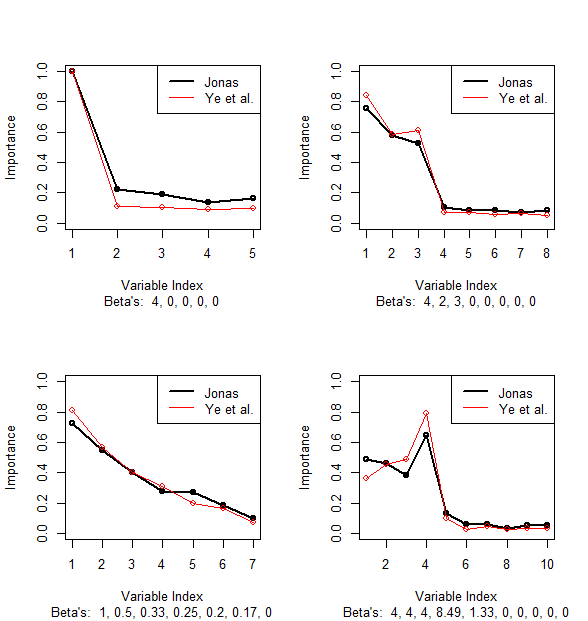 Importance
0.0 0.2 0.4 0.6 0.8 1.0
Jonas
Ye et al.
1 2 3 4 5
Variable Index
Beta's: 4, 0, 0, 0, 0
Importance
0.0 0.2 0.4 0.6 0.8 1.0
Jonas
Ye et al.
1 2 3 4 5 6 7 8
Variable Index
Beta's: 4, 2, 3, 0, 0, 0, 0, 0
Importance
0.0 0.2 0.4 0.6 0.8 1.0
Jonas
Ye et al.
1 2 3 4 5 6 7
Variable Index
Beta's: 1, 0.5, 0.33, 0.25, 0.2, 0.17, 0
Importance
0.0 0.2 0.4 0.6 0.8 1.0
Jonas
Ye et al.
2 4 6 8 10
Variable Index
Beta's: 4, 4, 4, 8.49, 1.33, 0, 0, 0, 0, 0